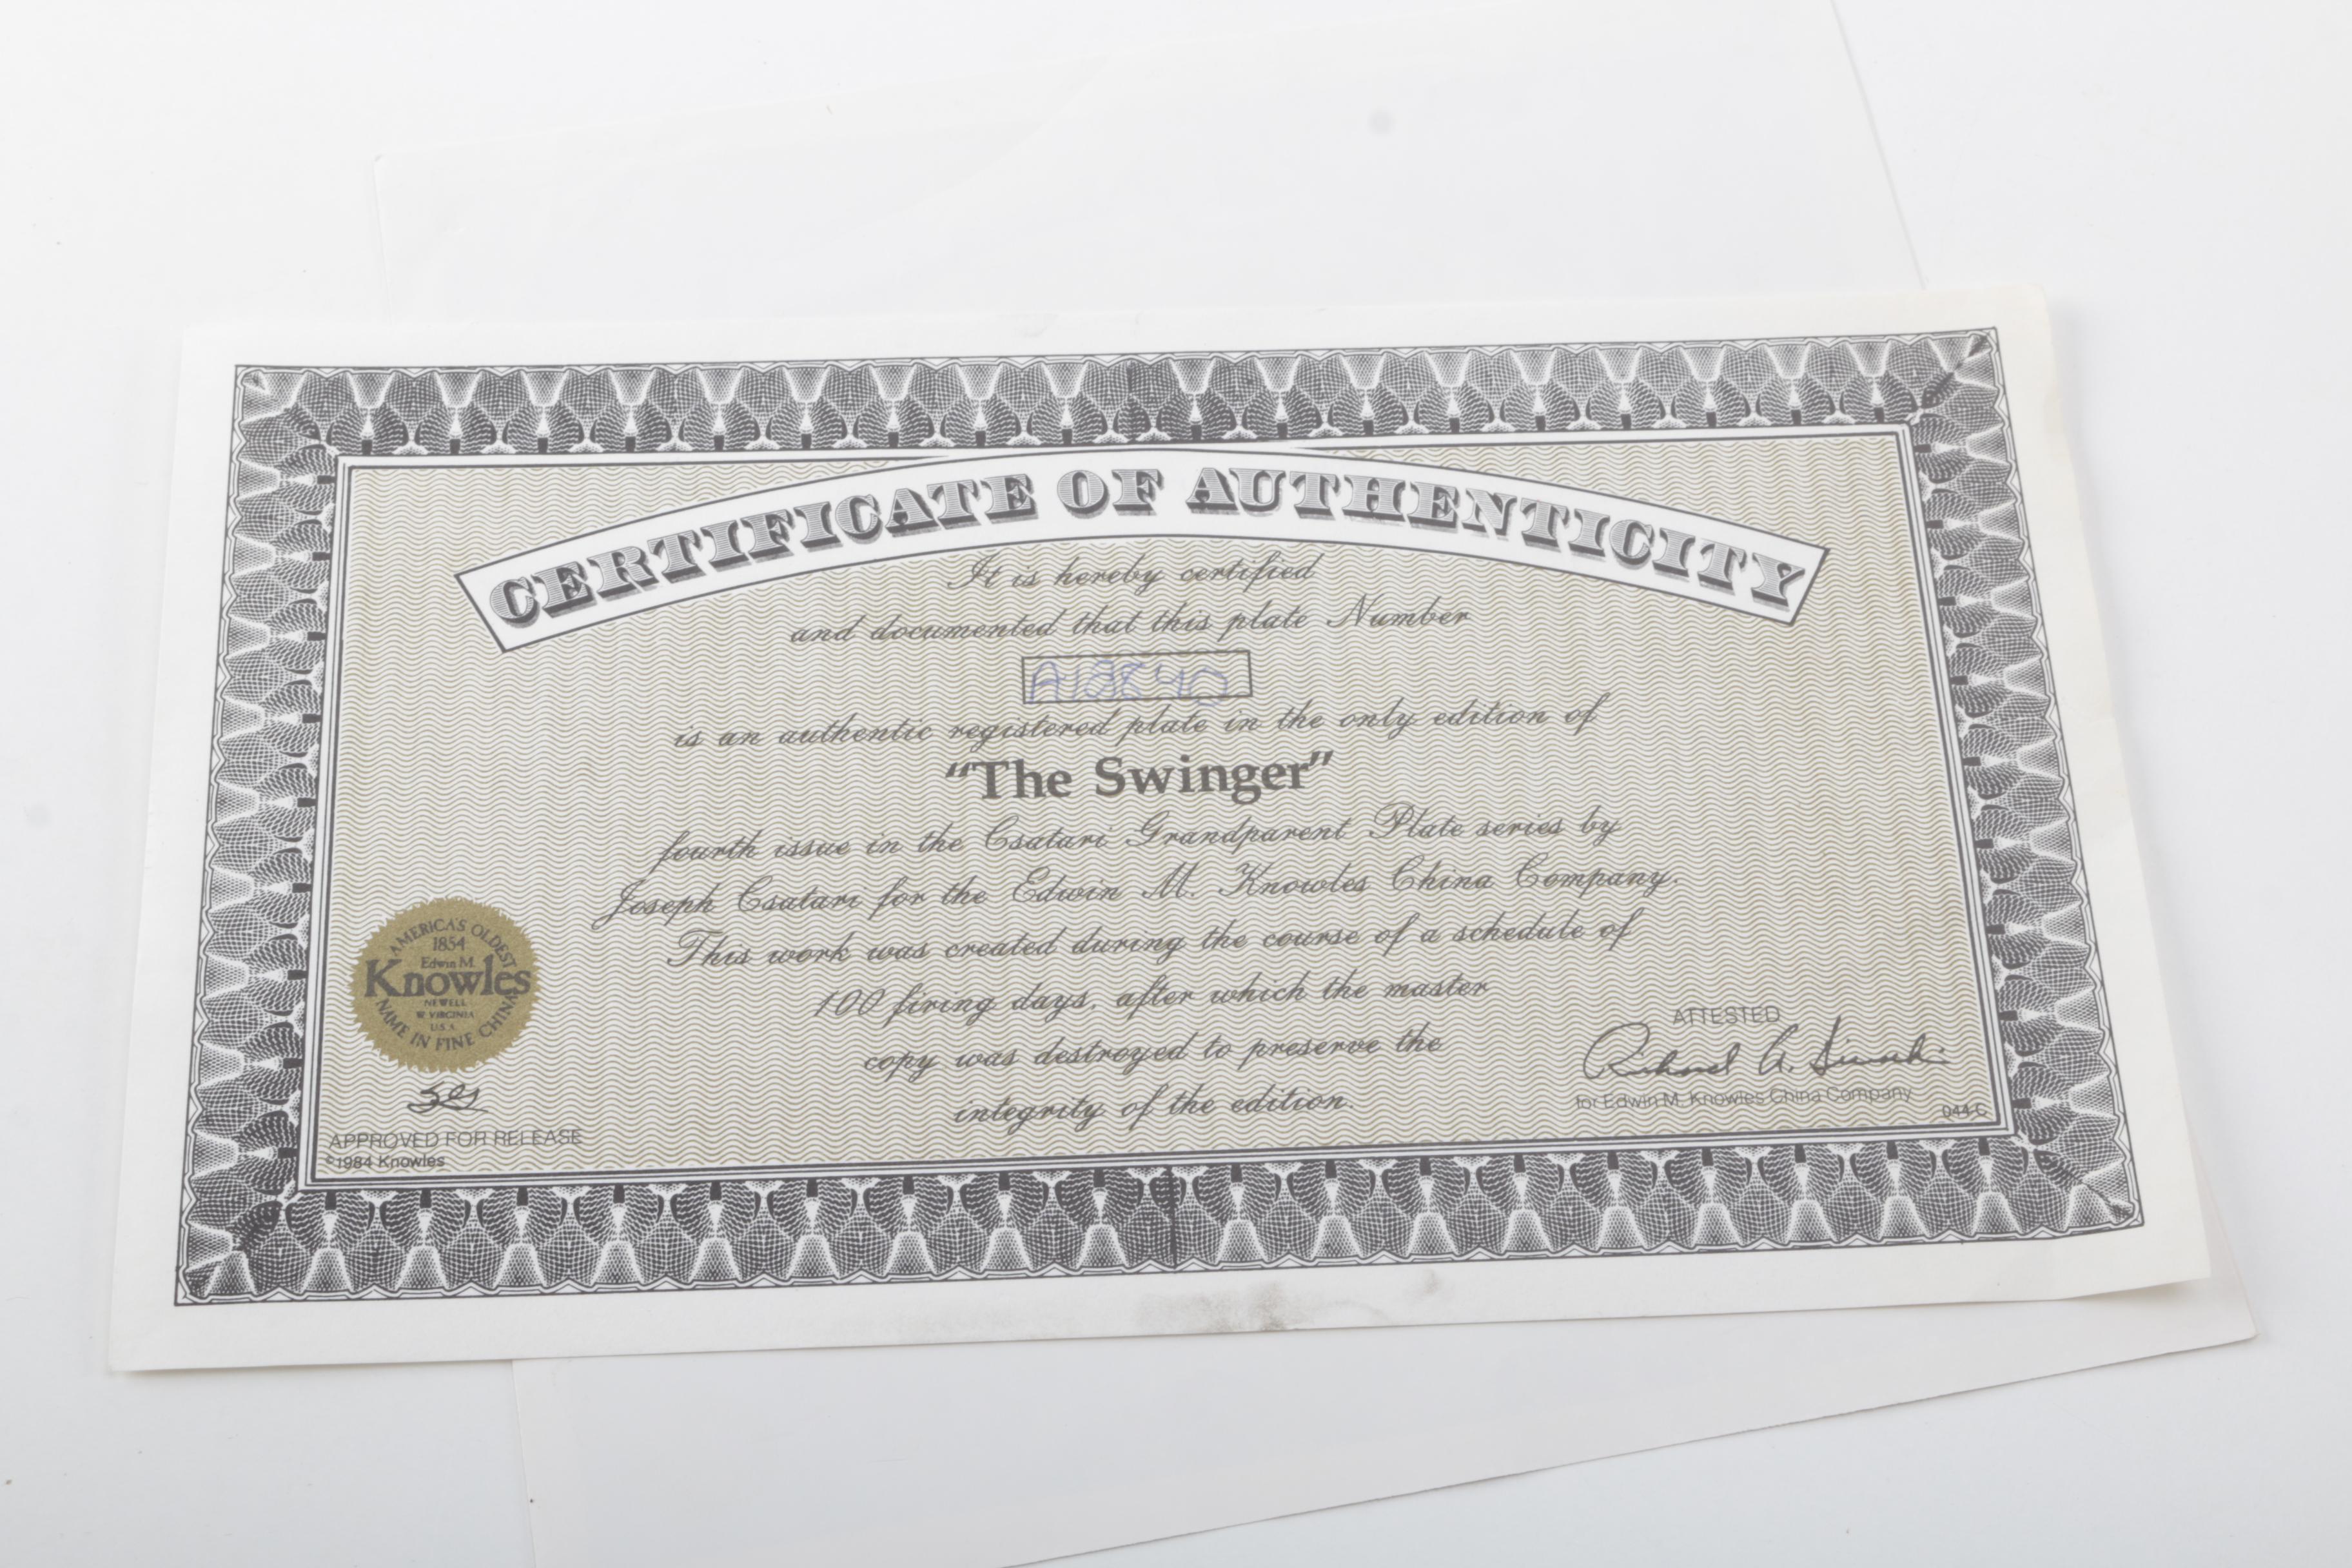 CERTIFICATE OF AUTHENTICITY
It is hereby certified
and documented that this plate Number
is an authentic registered plate in the only edition of
"The Swinger"
fourth issue in the Csatari Grandparent Plate series by
Joseph Csatari for the Edwin M. Knowles China Company.
This work was created during the course of a schedule of
100 firing days, after which the master
copy was destroyed to preserve the
integrity of the edition.
AMERICA'S OLDEST
1854
Edwin M.
Knowles
NEWELL
W. VIRGINIA
U.S.A.
NAME IN FINE CHINA
APPROVED FOR RELEASE
©1984 Knowles
ATTESTED
Richard A.
for Edwin M. Knowles China Company
044-C